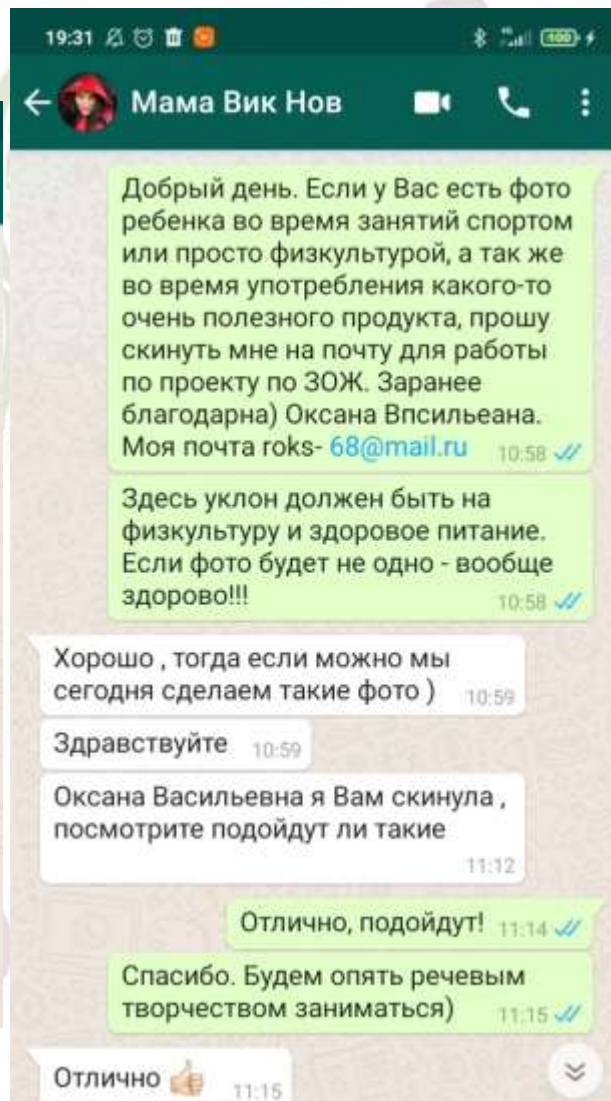 19:31
100
Мама Вик Нов
Добрый день. Если у Вас есть фото
ребенка во время занятий спортом
или просто физкультурой, а так же
во время употребления какого-то
очень полезного продукта, прошу
скинуть мне на почту для работы
по проекту по ЗОЖ. Заранее
благодарна) Оксана Впсильеана.
Моя почта roks- 68@mail.ru 10:58
Здесь уклон должен быть на
физкультуру и здоровое питание.
Если фото будет не одно - вообще
здорово!!! 10:58
Хорошо , тогда если можно мы
сегодня сделаем такие фото ) 10:59
Здравствуйте 10:59
Оксана Васильевна я Вам скинула ,
посмотрите подойдут ли такие
11:12
Отлично, подойдут! 11:14
Спасибо. Будем опять речевым
творчеством заниматься) 11:15
Отлично 👍🏻 11:15